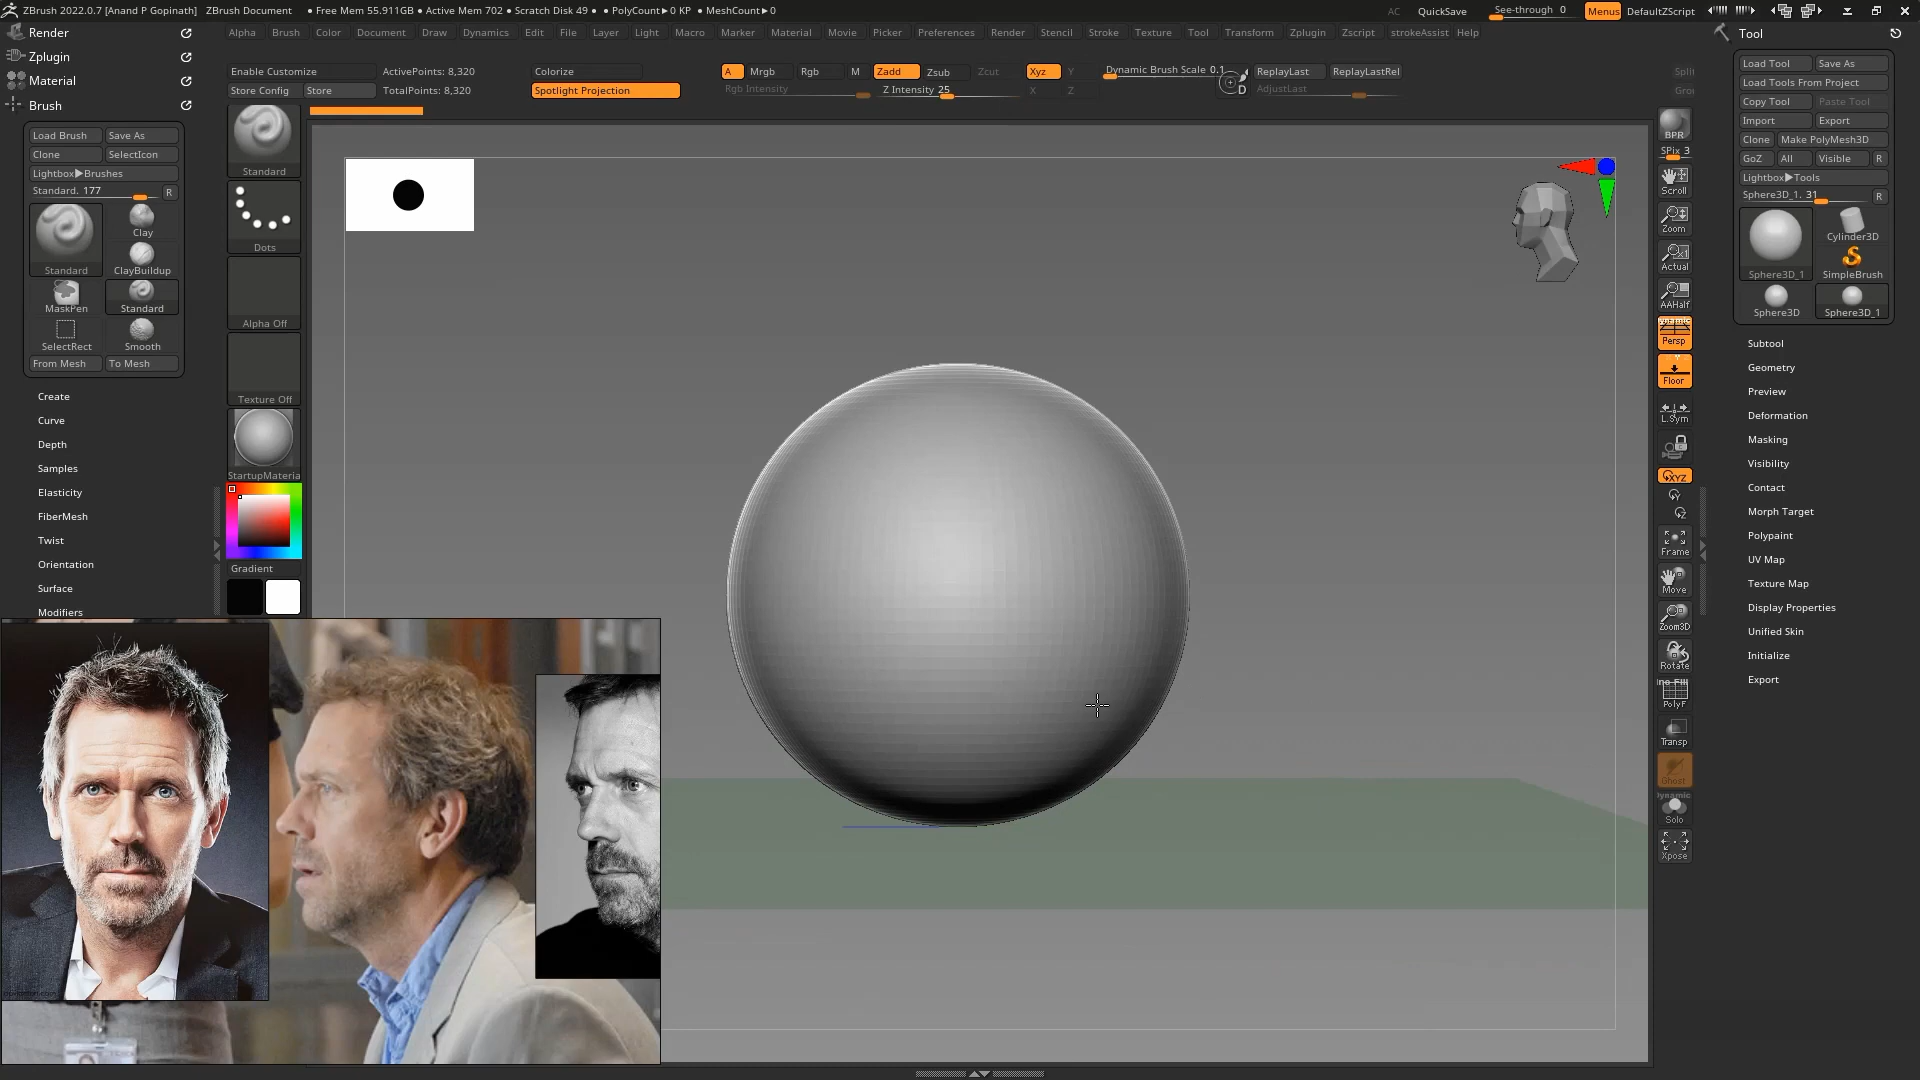 ZBrush 2022.0.7 [Anand P Gopinath] ZBrush Document • Free Mem 55.911GB • Active Mem 702 • Scratch Disk 49 • • PolyCount►0 KP • MeshCount►0 AC QuickSave See-through 0 Menus DefaultZScript
Alpha Brush Color Document Draw Dynamics Edit File Layer Light Macro Marker Material Movie Picker Preferences Render Stencil Stroke Texture Tool Transform Zplugin Zscript strokeAssist Help
Render
Zplugin
Material
Brush
Load Brush Save As
Clone SelectIcon
Lightbox►Brushes
Standard. 177 R
Clay
Standard ClayBuildup
MaskPen Standard
SelectRect Smooth
From Mesh To Mesh
Create
Curve
Depth
Samples
Elasticity
FiberMesh
Twist
Orientation
Surface
Modifiers
Enable Customize ActivePoints: 8,320
Store Config Store TotalPoints: 8,320
Colorize
Spotlight Projection
A Mrgb Rgb M Zadd Zsub Zcut Xyz Y Dynamic Brush Scale 0.1 D ReplayLast ReplayLastRel
Rgb Intensity Z Intensity 25 X Z AdjustLast
Standard
Dots
Alpha Off
Texture Off
StartupMateria
Gradient
BPR
SPix 3
Scroll
Zoom
Actual
AAHalf
Persp
Floor
L.Sym
XYZ
Y
Z
Frame
Move
Zoom3D
Rotate
PolyF
Transp
Ghost
Dynamic
Solo
Xpose
Tool
Load Tool Save As
Load Tools From Project
Copy Tool Paste Tool
Import Export
Clone Make PolyMesh3D
GoZ All Visible R
Lightbox►Tools
Sphere3D_1. 31 R
Cylinder3D
Sphere3D_1 SimpleBrush
Sphere3D Sphere3D_1
Subtool
Geometry
Preview
Deformation
Masking
Visibility
Contact
Morph Target
Polypaint
UV Map
Texture Map
Display Properties
Unified Skin
Initialize
Export